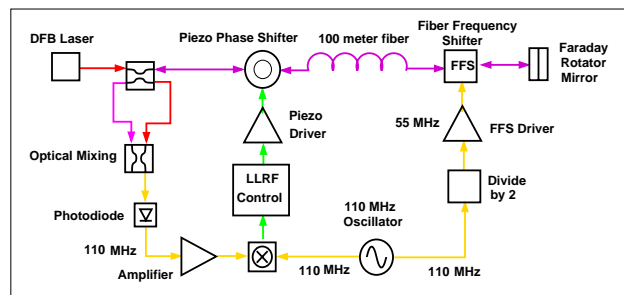 DFB Laser
Piezo Phase Shifter
100 meter fiber
Fiber Frequency
Shifter
FFS
Faraday
Rotator
Mirror
55 MHz
FFS Driver
Piezo
Driver
Optical Mixing
LLRF
Control
Divide
by 2
110 MHz
Oscillator
Photodiode
110 MHz
Amplifier
110 MHz
110 MHz